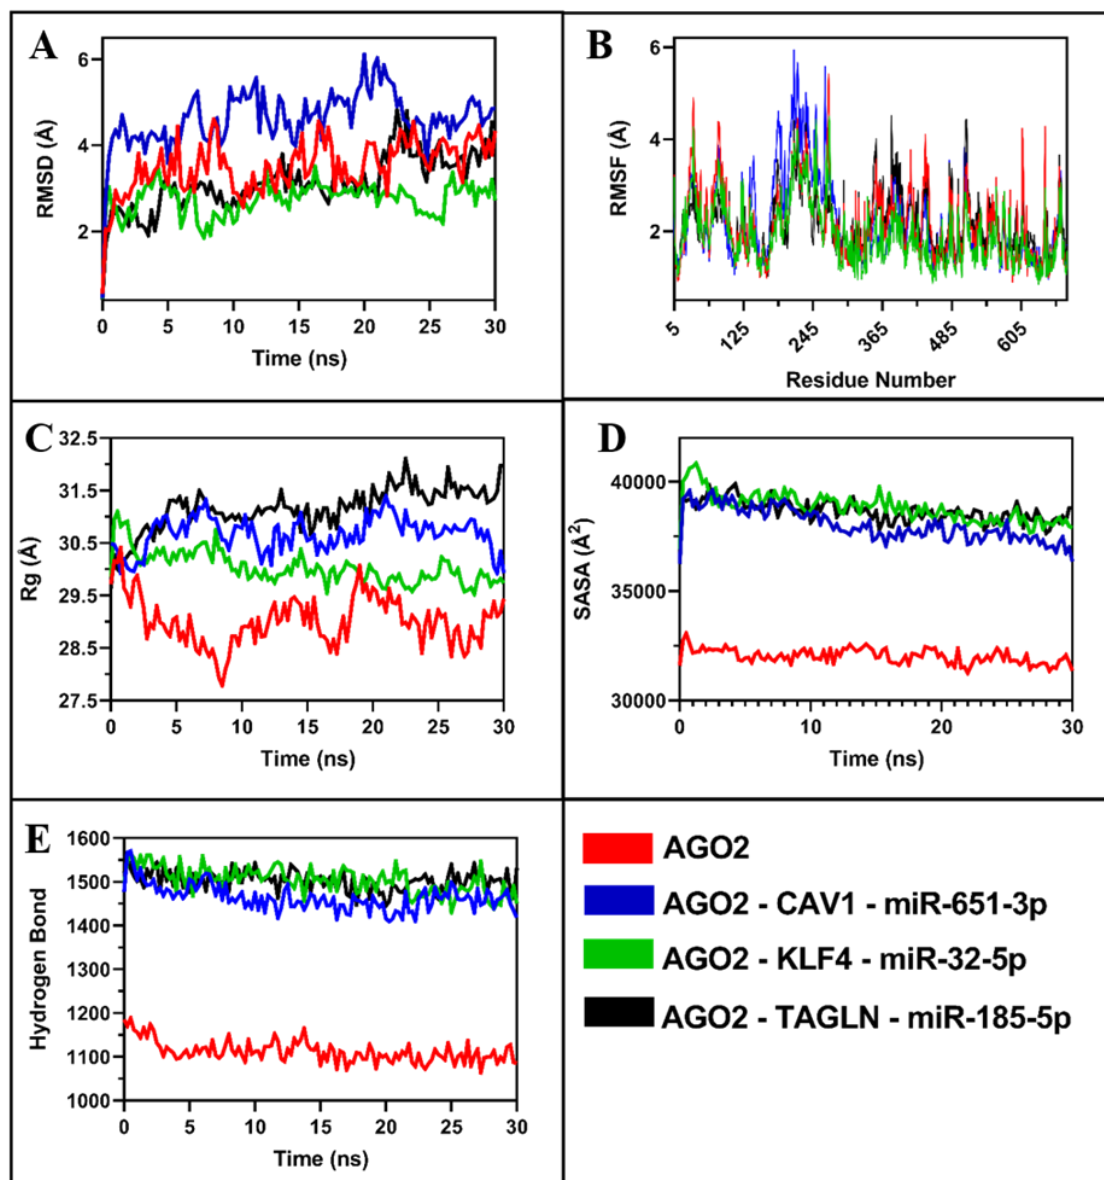 A
RMSD (Å)
6
4
2
0 5 10 15 20 25 30
Time (ns)
B
RMSF (Å)
6
4
2
5 125 245 365 485 605
Residue Number
C
Rg (Å)
32.5
31.5
30.5
29.5
28.5
27.5
0 5 10 15 20 25 30
Time (ns)
D
SASA (Å²)
40000
35000
30000
0 10 20 30
Time (ns)
E
Hydrogen Bond
1600
1500
1400
1300
1200
1100
1000
0 5 10 15 20 25 30
Time (ns)
AGO2
AGO2 - CAV1 - miR-651-3p
AGO2 - KLF4 - miR-32-5p
AGO2 - TAGLN - miR-185-5p